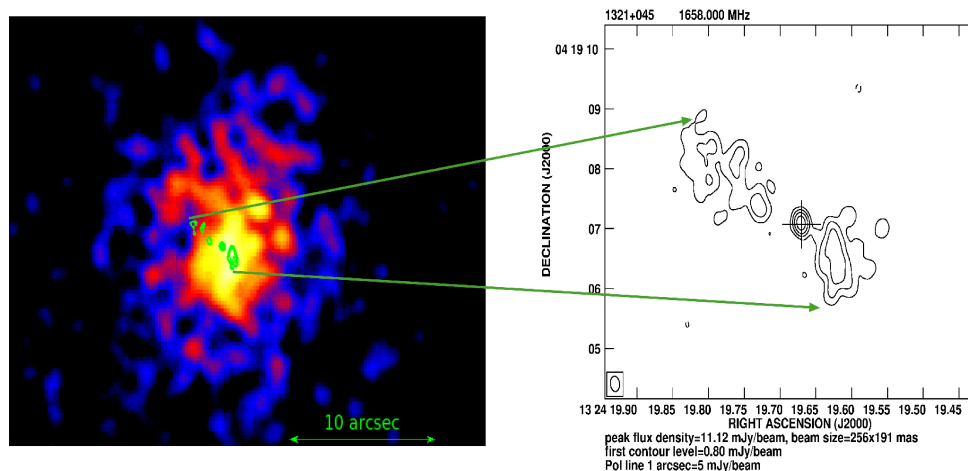 10 arcsec
1321+045 1658.000 MHz
DECLINATION (J2000)
04 19 10
09
08
07
06
05
13 24 19.90 19.85 19.80 19.75 19.70 19.65 19.60 19.55 19.50 19.45
RIGHT ASCENSION (J2000)
peak flux density=11.12 mJy/beam, beam size=256x191 mas
first contour level=0.80 mJy/beam
Pol line 1 arcsec=5 mJy/beam